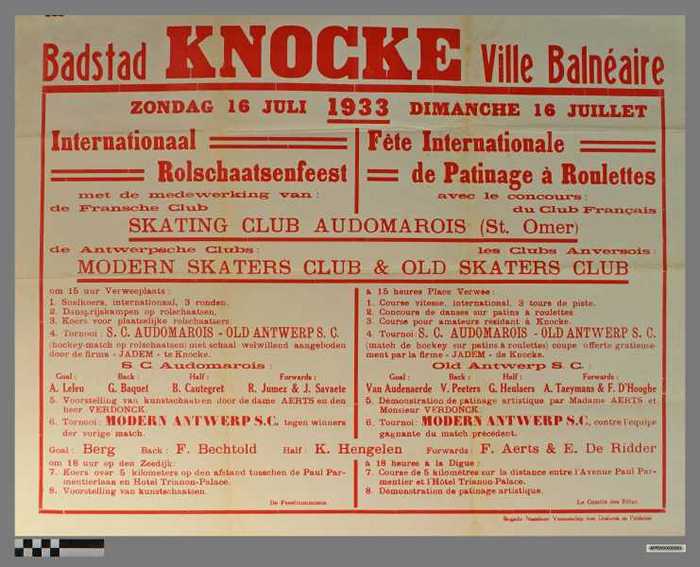 Badstad KNOCKE Ville Balnéaire
ZONDAG 16 JULI 1933 DIMANCHE 16 JUILLET
Internationaal
Rolschaatsenfeest
Fête Internationale
de Patinage à Roulettes
met de medewerking van:
avec le concours:
de Fransche Club
du Club Français
SKATING CLUB AUDOMAROIS (St. Omer)
de Antwerpsche Clubs:
les Clubs Anversois:
MODERN SKATERS CLUB & OLD SKATERS CLUB
om 15 uur Verweeplaats:
1. Snelkoers, internationaal, 3 ronden.
2. Dansprijskampen op rolschaatsen.
3. Koers voor plaatselijke rolschaatsers.
4. Tornooi: S. C. AUDOMAROIS - OLD ANTWERP S. C.
(hockey-match op rolschaatsen) met schaal welwillend aangeboden
door de firma - JADEM - te Knocke.
S C Audomarois:
Goal: Back: Half: Forwards:
A. Leleu G. Baquet B. Cautegret R. Jumez & J. Savaete
5. Voorstelling van kunstschaatsen door de dame AERTS en den
heer VERDONCK.
6. Tornooi: MODERN ANTWERP S.C. tegen winners
der vorige match.
à 15 heures Place Verwée:
1. Course vitesse, international, 3 tours de piste.
2. Concours de danses sur patins à roulettes
3. Course pour amateurs résidant à Knocke.
4. Tournoi: S. C. AUDOMAROIS - OLD ANTWERP S. C.
(match de hockey sur patins à roulettes) coupe offerte gratieuse-
ment par la firme - JADEM - de Knocke.
Old Antwerp S C.:
Goal: Back: Half: Forwards:
Van Audenaerde V. Peeters G. Heulsers A. Taeymans & F. D'Hooghe
5. Démonstration de patinage artistique par Madame AERTS et
Monsieur VERDONCK.
6. Tournoi: MODERN ANTWERP S.C. contre l'équipe
gagnante du match précédent.
Goal: Berg Back: F. Bechtold Half: K. Hengelen Forwards: F. Aerts & E. De Ridder
om 18 uur op den Zeedijk:
7. Koers over 5 kilometers op den afstand tusschen de Paul Par-
mentierlaan en Hotel Trianon-Palace.
8. Voorstelling van kunstschaatsen.
De Feestcommissie
à 18 heures à la Digue:
7. Course de 5 kilomètres sur la distance entre l'Avenue Paul Par-
mentier et l'Hôtel Trianon-Palace.
8. Démonstration de patinage artistique.
Le Comité des Fêtes.